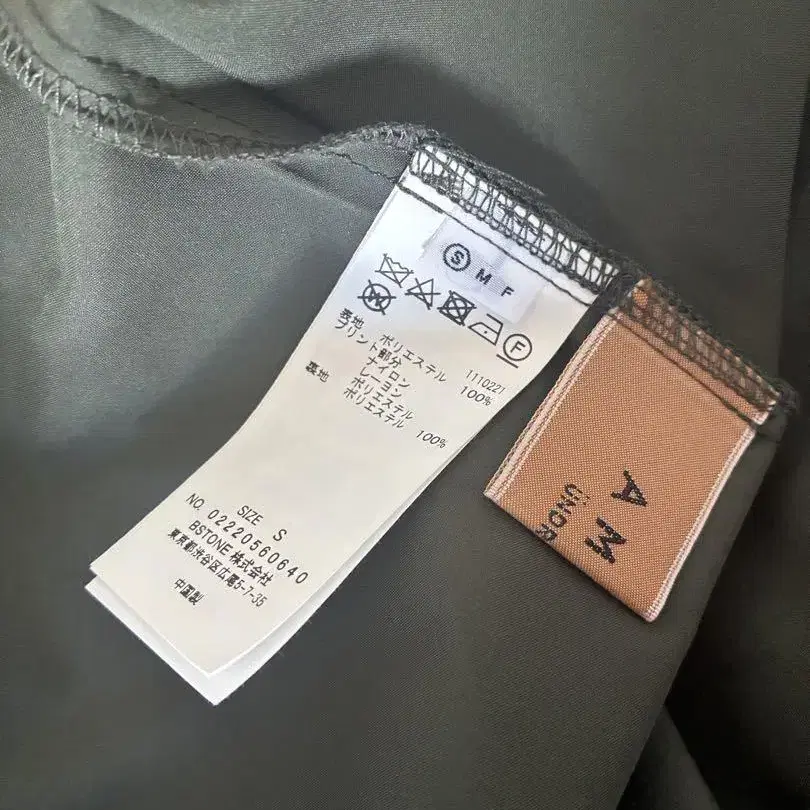 S M F
F
W
1110221
表地 ポリエステル 100%
プリント部分
ナイロン
レーヨン
ポリエステル
裏地 ポリエステル 100%
SIZE S
NO. 02220560640
BSTONE 株式会社
東京都渋谷区広尾5-7-35
中国製
A M
UNDR